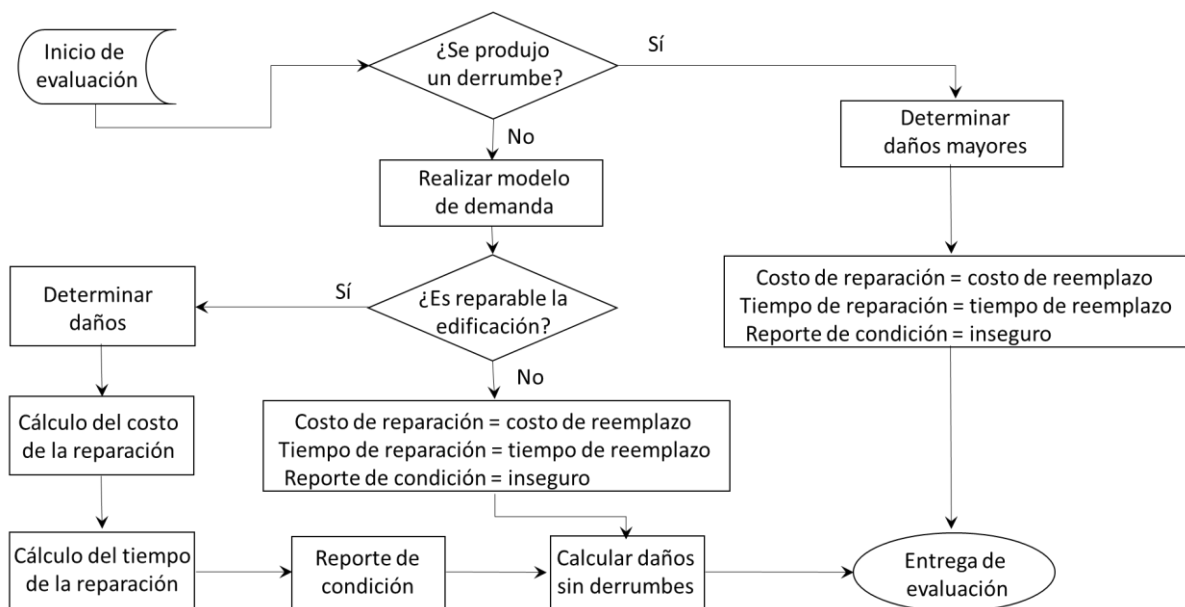 Inicio de
evaluación
¿Se produjo
un derrumbe?
Sí
No
Determinar
daños mayores
Realizar modelo
de demanda
Costo de reparación = costo de reemplazo
Tiempo de reparación = tiempo de reemplazo
Reporte de condición = inseguro
¿Es reparable la
edificación?
Sí
No
Determinar
daños
Cálculo del costo
de la reparación
Costo de reparación = costo de reemplazo
Tiempo de reparación = tiempo de reemplazo
Reporte de condición = inseguro
Cálculo del tiempo
de la reparación
Reporte de
condición
Calcular daños
sin derrumbes
Entrega de
evaluación